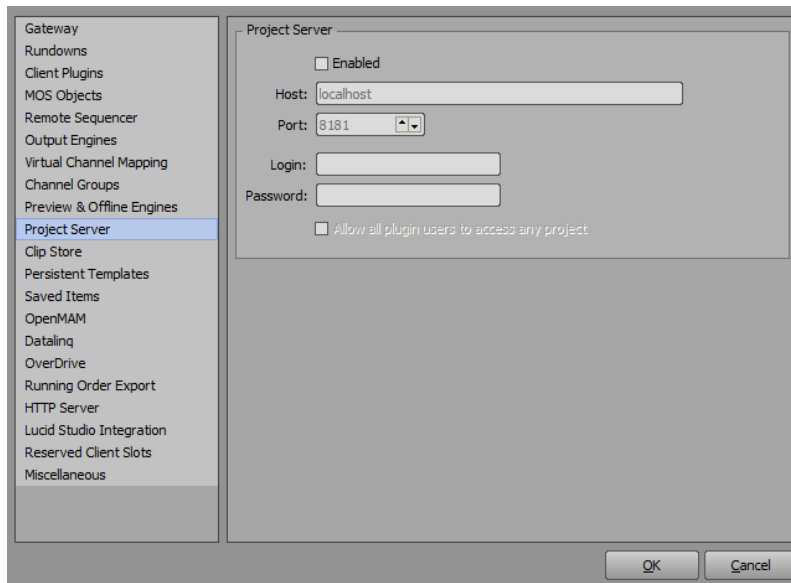 Gateway
Rundowns
Client Plugins
MOS Objects
Remote Sequencer
Output Engines
Virtual Channel Mapping
Channel Groups
Preview & Offline Engines
Project Server
Clip Store
Persistent Templates
Saved Items
OpenMAM
Datalinq
OverDrive
Running Order Export
HTTP Server
Lucid Studio Integration
Reserved Client Slots
Miscellaneous
Project Server
Enabled
Host: localhost
Port: 8181
Login:
Password:
Allow all plugin users to access any project
OK Cancel